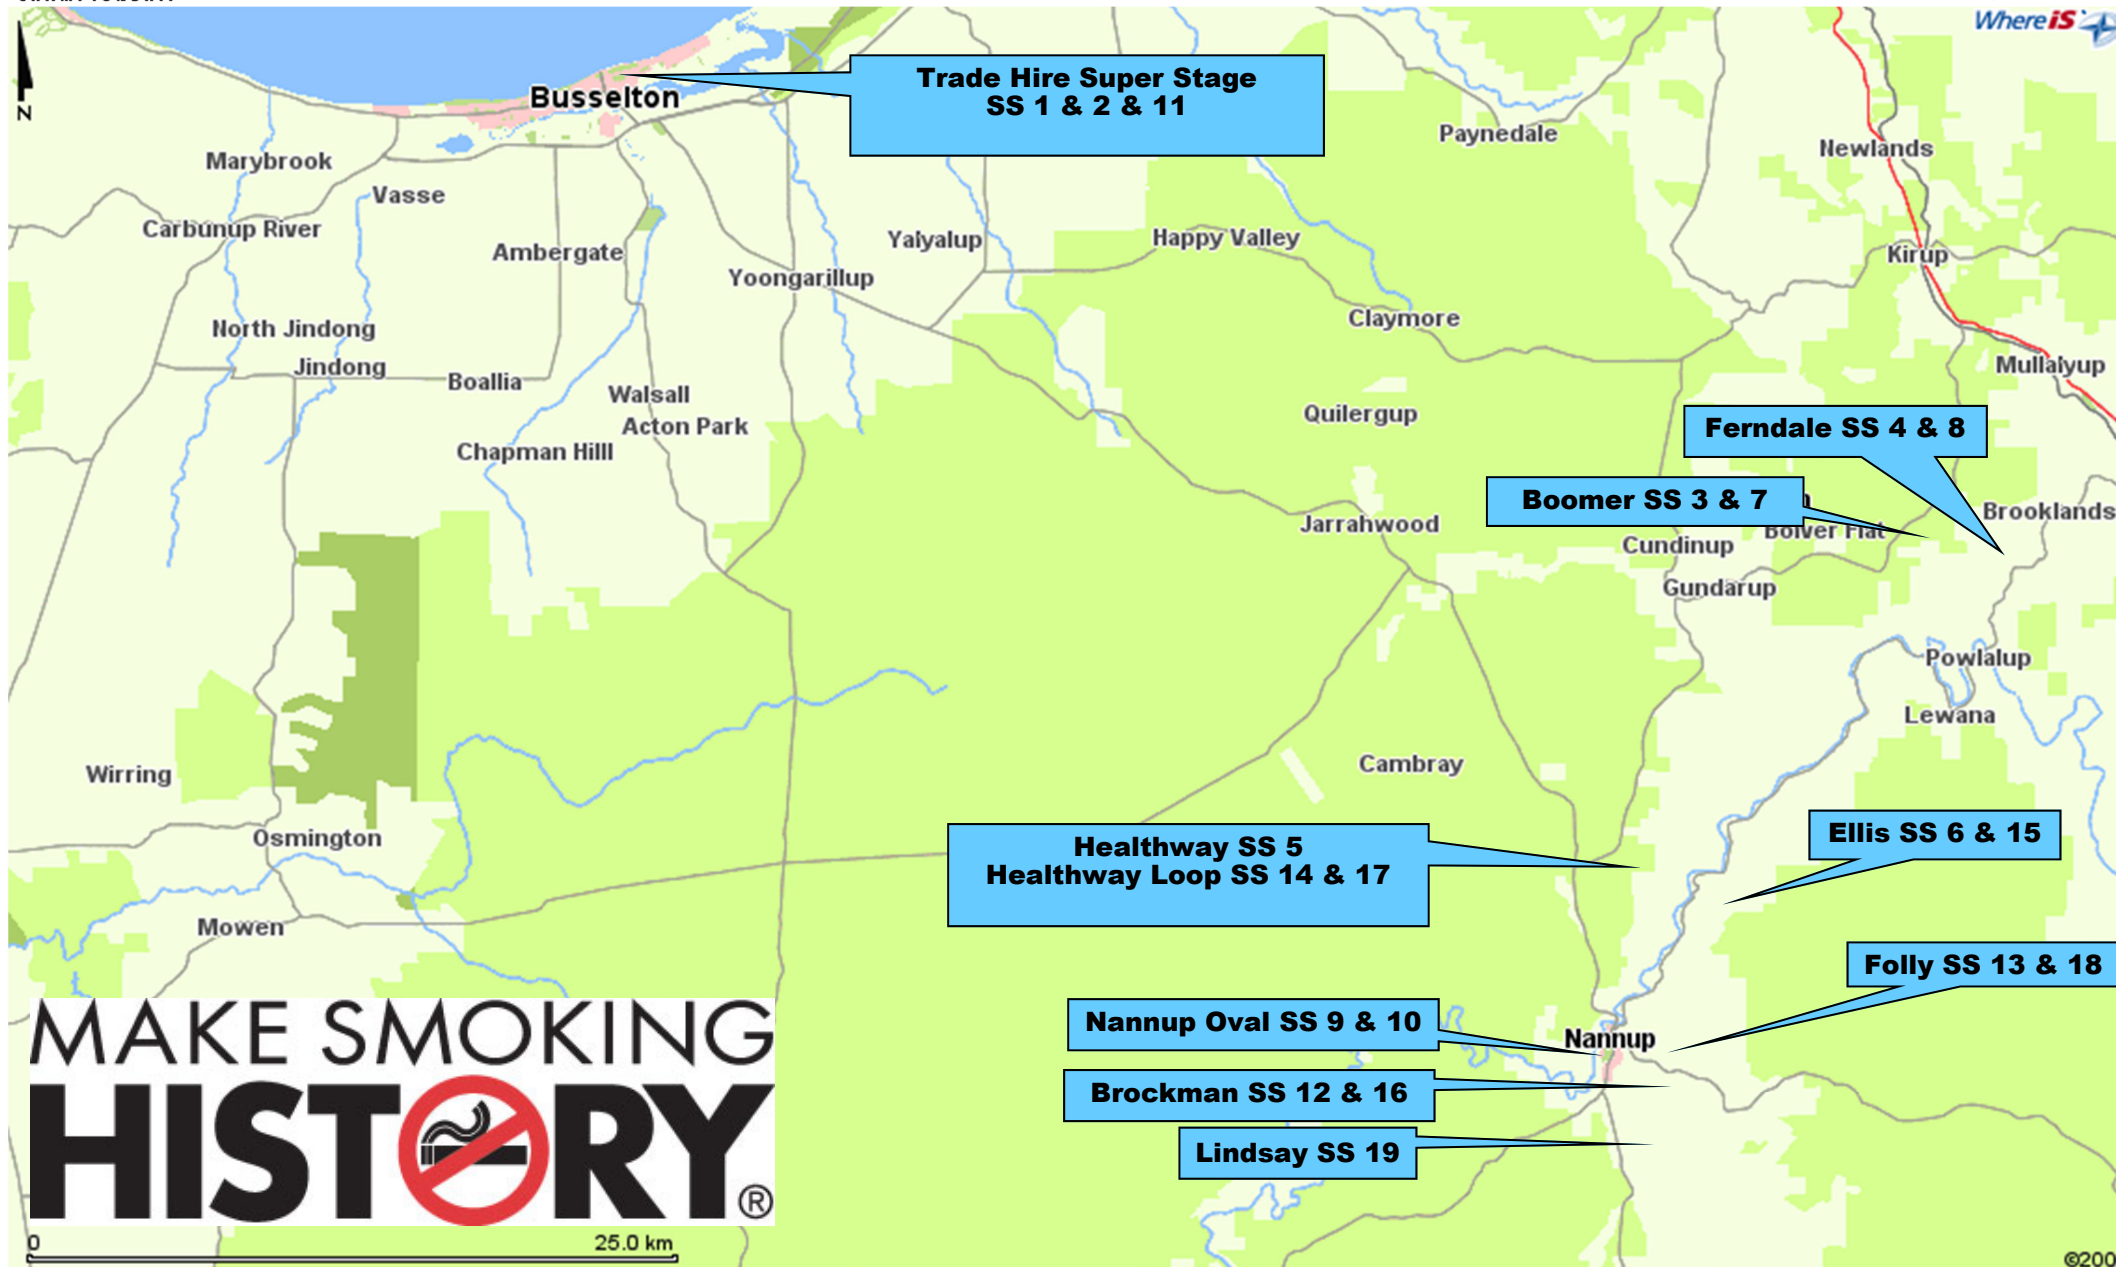 Where iS
N
Trade Hire Super Stage
SS 1 & 2 & 11
Busselton
Paynedale
Newlands
Marybrook
Vasse
Carbunup River
Ambergate
Yalyalup
Happy Valley
Kirup
Yoongarillup
North Jindong
Claymore
Jindong
Boallia
Mullalyup
Walsall
Acton Park
Quilergup
Ferndale SS 4 & 8
Chapman Hilll
Boomer SS 3 & 7
Brooklands
Jarrahwood
Bolver Flat
Cundinup
Gundarup
Powlalup
Lewana
Cambray
Wirring
Osmington
Healthway SS 5
Healthway Loop SS 14 & 17
Ellis SS 6 & 15
Mowen
Folly SS 13 & 18
Nannup Oval SS 9 & 10
Nannup
Brockman SS 12 & 16
Lindsay SS 19
MAKE SMOKING
HISTORY®
0 25.0 km
©200